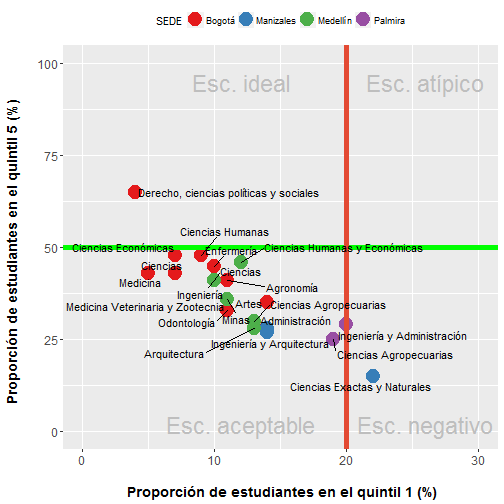 SEDE Bogotá Manizales Medellín Palmira
Proporción de estudiantes en el quintil 5 (%)
100
75
50
25
0
Esc. ideal
Esc. atípico
Derecho, ciencias políticas y sociales
Ciencias Humanas
Ciencias Económicas
Enfermería
Ciencias Humanas y Económicas
Ciencias
Ciencias
Medicina
Agronomía
Ingeniería
Artes
Ciencias Agropecuarias
Medicina Veterinaria y Zootecnia
Odontología
Minas
Administración
Ingeniería y Administración
Ingeniería y Arquitectura
Arquitectura
Ciencias Agropecuarias
Ciencias Exactas y Naturales
Esc. aceptable
Esc. negativo
0
10
20
30
Proporción de estudiantes en el quintil 1 (%)